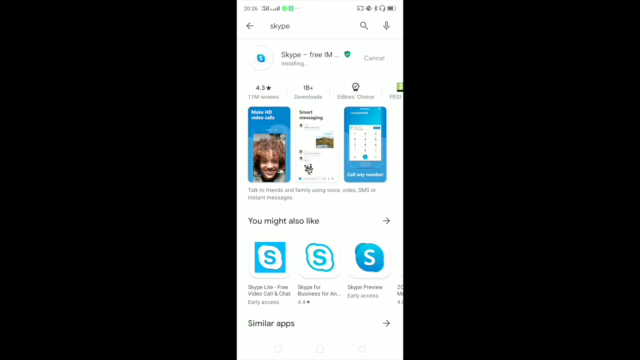 20:26
skype
Skype – free IM ...
Installing..
Cancel
4.3★
1B+
11M reviews
Downloads
Editors' Choice
PEGI
Make HD
video calls
Smart
messaging
Call any number
Talk to friends and family using voice, video, SMS or
instant messages.
You might also like
Skype Lite - Free
Video Call & Chat
Early access
Skype for
Business for An..
4.4★
Skype Preview
Early access
4.
Similar apps